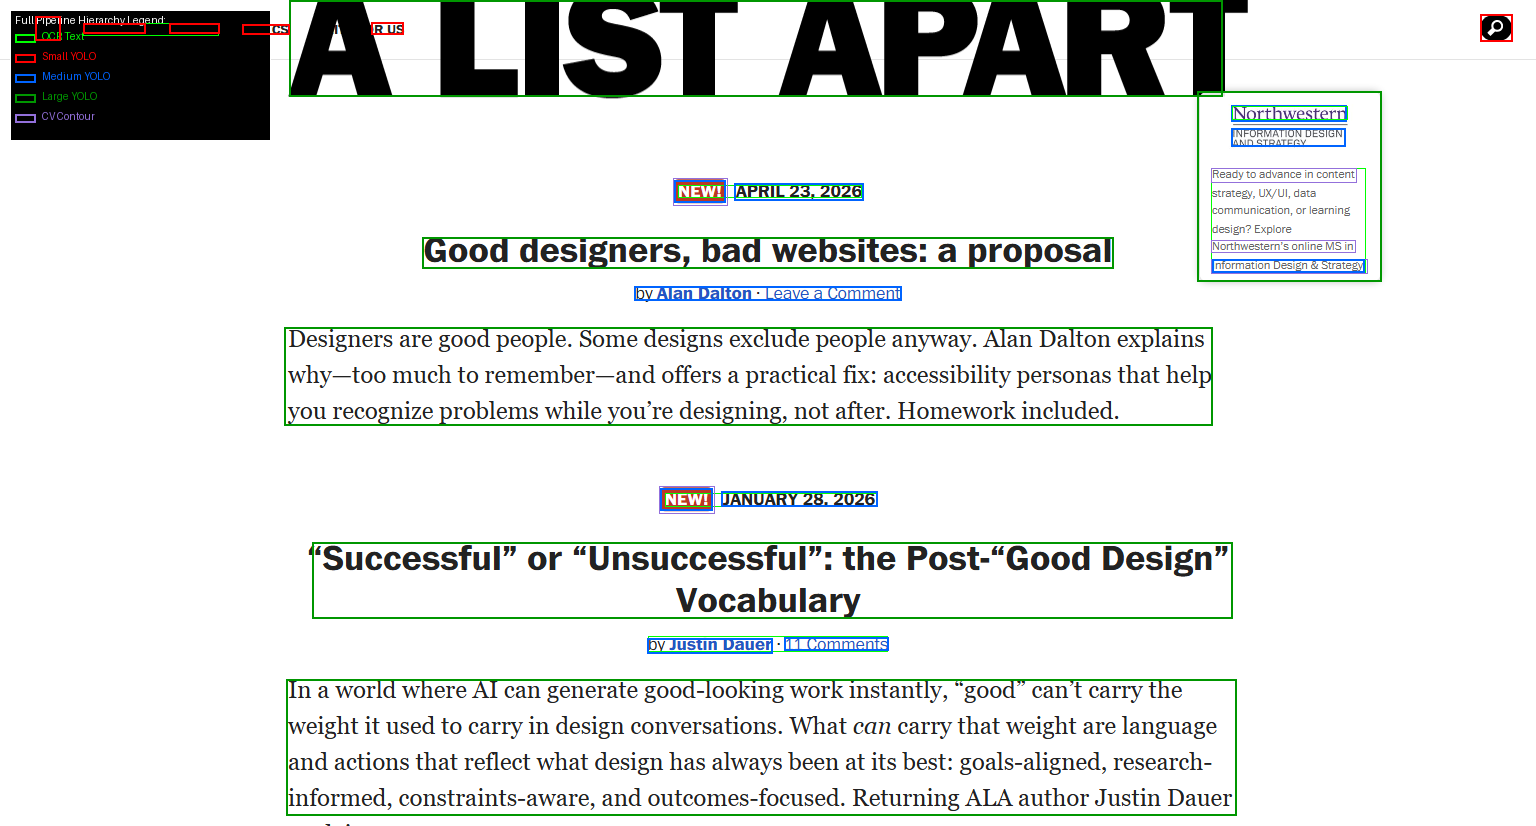 Full Pipeline Hierarchy Legend:
OCR Text
Small YOLO
Medium YOLO
Large YOLO
CV Contour
R US
A LIST APART
Northwestern
INFORMATION DESIGN
AND STRATEGY
Ready to advance in content
strategy, UX/UI, data
communication, or learning
design? Explore
Northwestern's online MS in
Information Design & Strategy
NEW! APRIL 23, 2026
Good designers, bad websites: a proposal
by Alan Dalton · Leave a Comment
Designers are good people. Some designs exclude people anyway. Alan Dalton explains
why—too much to remember—and offers a practical fix: accessibility personas that help
you recognize problems while you’re designing, not after. Homework included.
NEW! JANUARY 28, 2026
“Successful” or “Unsuccessful”: the Post-“Good Design”
Vocabulary
by Justin Dauer · 11 Comments
In a world where AI can generate good-looking work instantly, “good” can’t carry the
weight it used to carry in design conversations. What can carry that weight are language
and actions that reflect what design has always been at its best: goals-aligned, research-
informed, constraints-aware, and outcomes-focused. Returning ALA author Justin Dauer